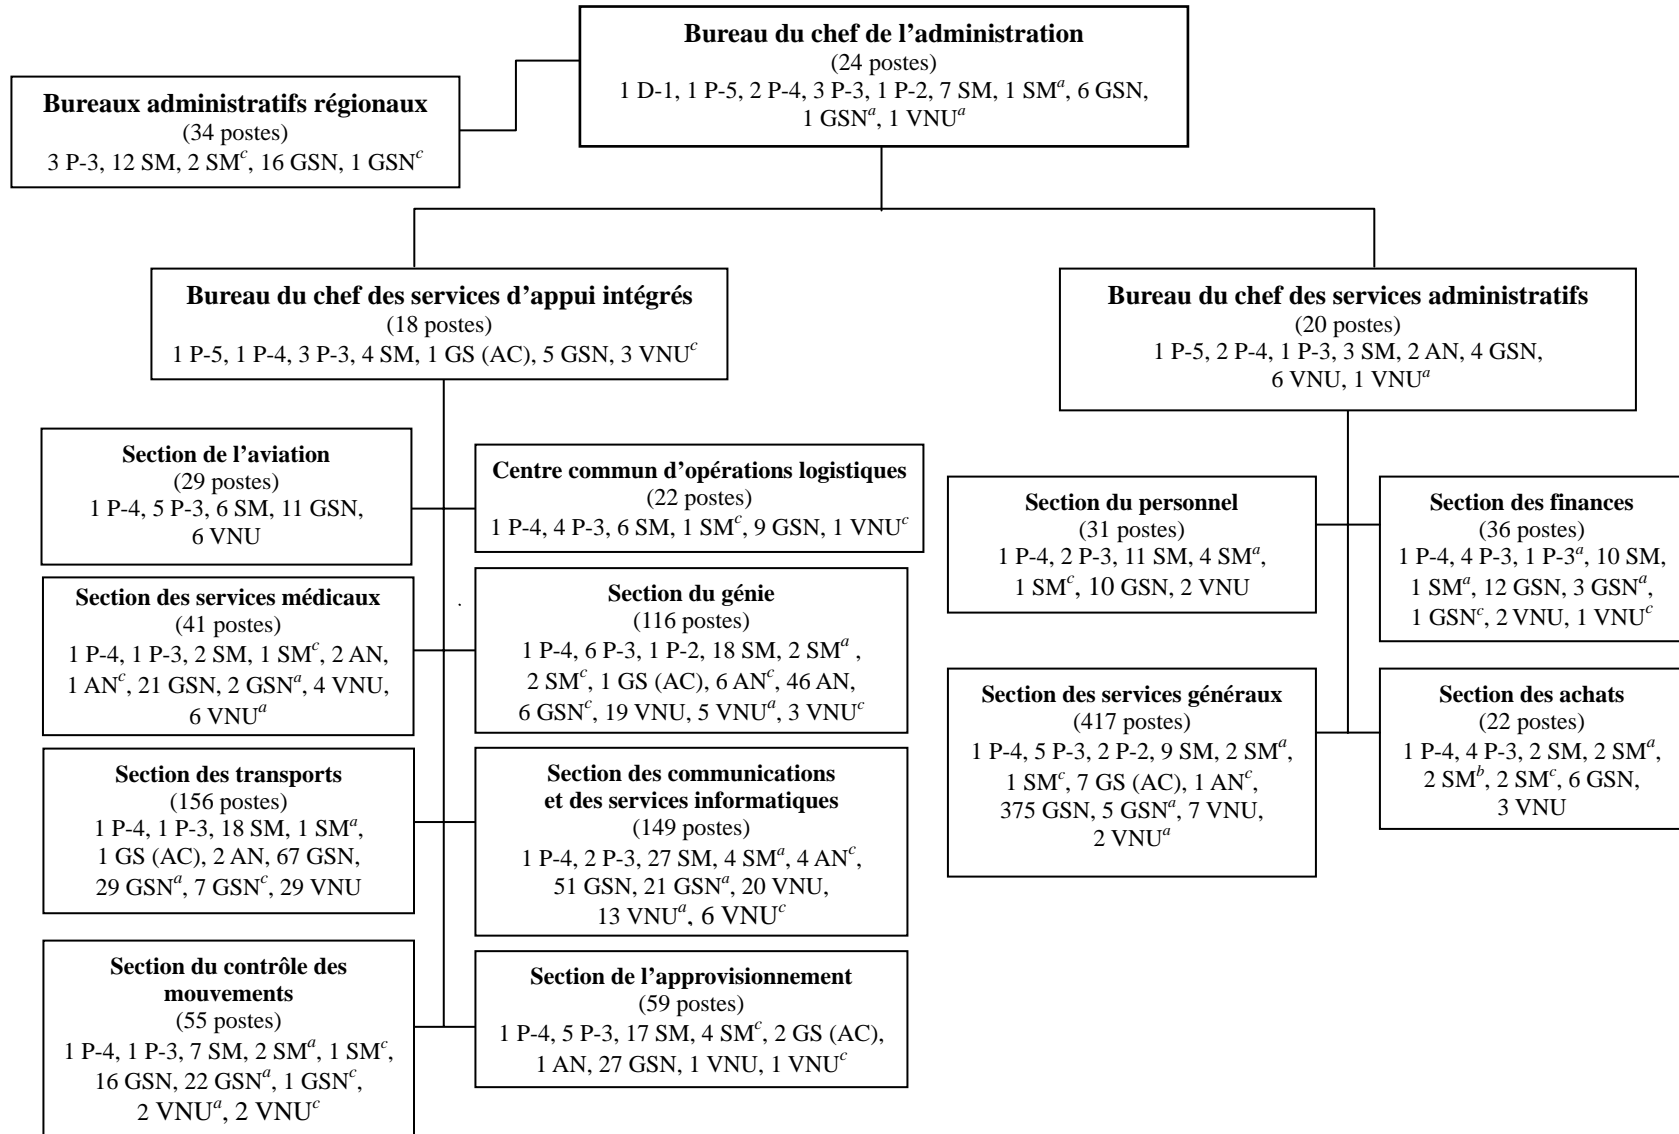 Bureau du chef de l’administration
(24 postes)
1 D-1, 1 P-5, 2 P-4, 3 P-3, 1 P-2, 7 SM, 1 SMᵃ, 6 GSN,
1 GSNᵃ, 1 VNUᵃ
Bureaux administratifs régionaux
(34 postes)
3 P-3, 12 SM, 2 SMᶜ, 16 GSN, 1 GSNᶜ
Bureau du chef des services d’appui intégrés
(18 postes)
1 P-5, 1 P-4, 3 P-3, 4 SM, 1 GS (AC), 5 GSN, 3 VNUᶜ
Bureau du chef des services administratifs
(20 postes)
1 P-5, 2 P-4, 1 P-3, 3 SM, 2 AN, 4 GSN,
6 VNU, 1 VNUᵃ
Section de l’aviation
(29 postes)
1 P-4, 5 P-3, 6 SM, 11 GSN,
6 VNU
Centre commun d’opérations logistiques
(22 postes)
1 P-4, 4 P-3, 6 SM, 1 SMᶜ, 9 GSN, 1 VNUᶜ
Section des services médicaux
(41 postes)
1 P-4, 1 P-3, 2 SM, 1 SMᶜ, 2 AN,
1 ANᶜ, 21 GSN, 2 GSNᵃ, 4 VNU,
6 VNUᵃ
Section du génie
(116 postes)
1 P-4, 6 P-3, 1 P-2, 18 SM, 2 SMᵃ ,
2 SMᶜ, 1 GS (AC), 6 ANᶜ, 46 AN,
6 GSNᶜ, 19 VNU, 5 VNUᵃ, 3 VNUᶜ
Section des transports
(156 postes)
1 P-4, 1 P-3, 18 SM, 1 SMᵃ,
1 GS (AC), 2 AN, 67 GSN,
29 GSNᵃ, 7 GSNᶜ, 29 VNU
Section des communications
et des services informatiques
(149 postes)
1 P-4, 2 P-3, 27 SM, 4 SMᵃ, 4 ANᶜ,
51 GSN, 21 GSNᵃ, 20 VNU,
13 VNUᵃ, 6 VNUᶜ
Section du contrôle des
mouvements
(55 postes)
1 P-4, 1 P-3, 7 SM, 2 SMᵃ, 1 SMᶜ,
16 GSN, 22 GSNᵃ, 1 GSNᶜ,
2 VNUᵃ, 2 VNUᶜ
Section de l’approvisionnement
(59 postes)
1 P-4, 5 P-3, 17 SM, 4 SMᶜ, 2 GS (AC),
1 AN, 27 GSN, 1 VNU, 1 VNUᶜ
Section du personnel
(31 postes)
1 P-4, 2 P-3, 11 SM, 4 SMᵃ,
1 SMᶜ, 10 GSN, 2 VNU
Section des finances
(36 postes)
1 P-4, 4 P-3, 1 P-3ᵃ, 10 SM,
1 SMᵃ, 12 GSN, 3 GSNᵃ,
1 GSNᶜ, 2 VNU, 1 VNUᶜ
Section des services généraux
(417 postes)
1 P-4, 5 P-3, 2 P-2, 9 SM, 2 SMᵃ,
1 SMᶜ, 7 GS (AC), 1 ANᶜ,
375 GSN, 5 GSNᵃ, 7 VNU,
2 VNUᵃ
Section des achats
(22 postes)
1 P-4, 4 P-3, 2 SM, 2 SMᵃ,
2 SMᵇ, 2 SMᶜ, 6 GSN,
3 VNU